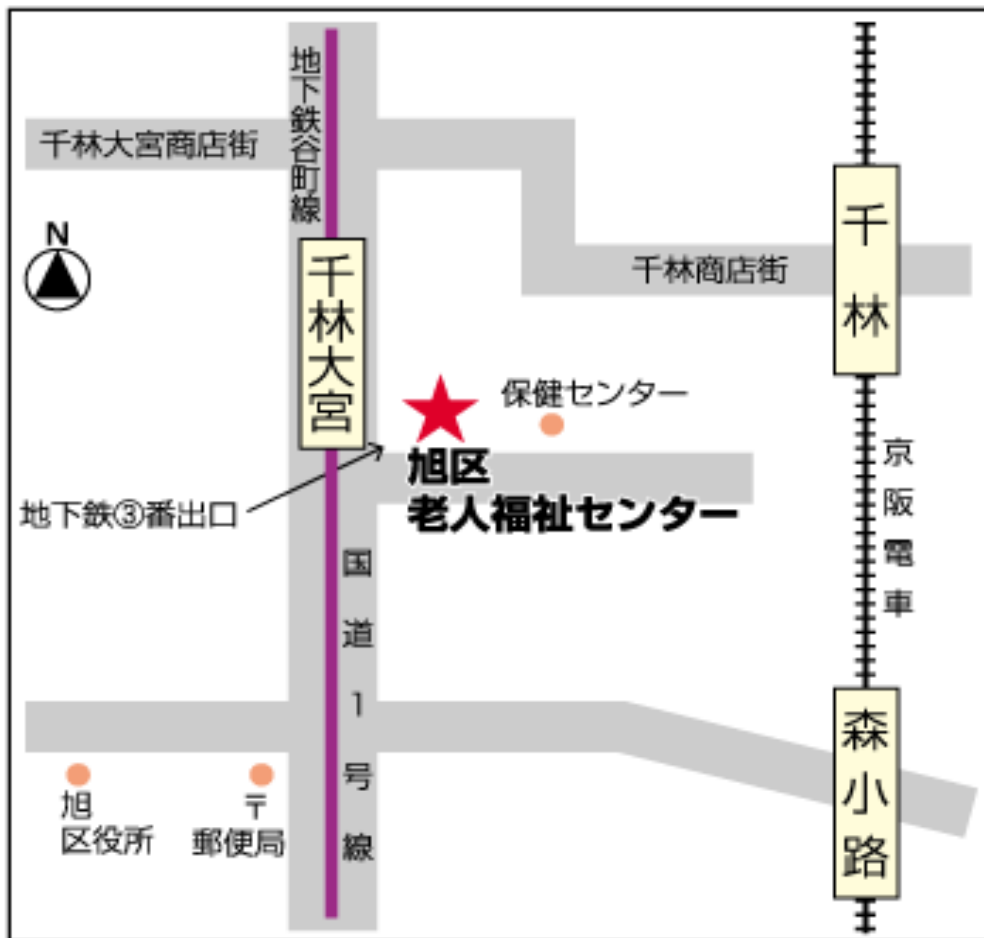 地下鉄谷町線
千林大宮商店街
N
千林
千林商店街
千林大宮
保健センター
旭区
老人福祉センター
地下鉄③番出口
京阪電車
国道1号線
森小路
旭
区役所
〒
郵便局